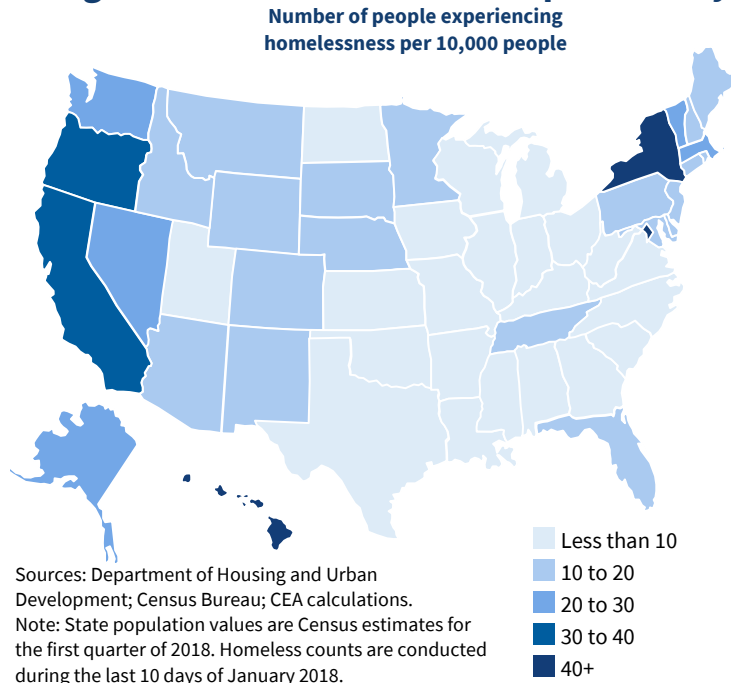 Number of people experiencing
homelessness per 10,000 people
Less than 10
10 to 20
20 to 30
30 to 40
40+
Sources: Department of Housing and Urban
Development; Census Bureau; CEA calculations.
Note: State population values are Census estimates for
the first quarter of 2018. Homeless counts are conducted
during the last 10 days of January 2018.